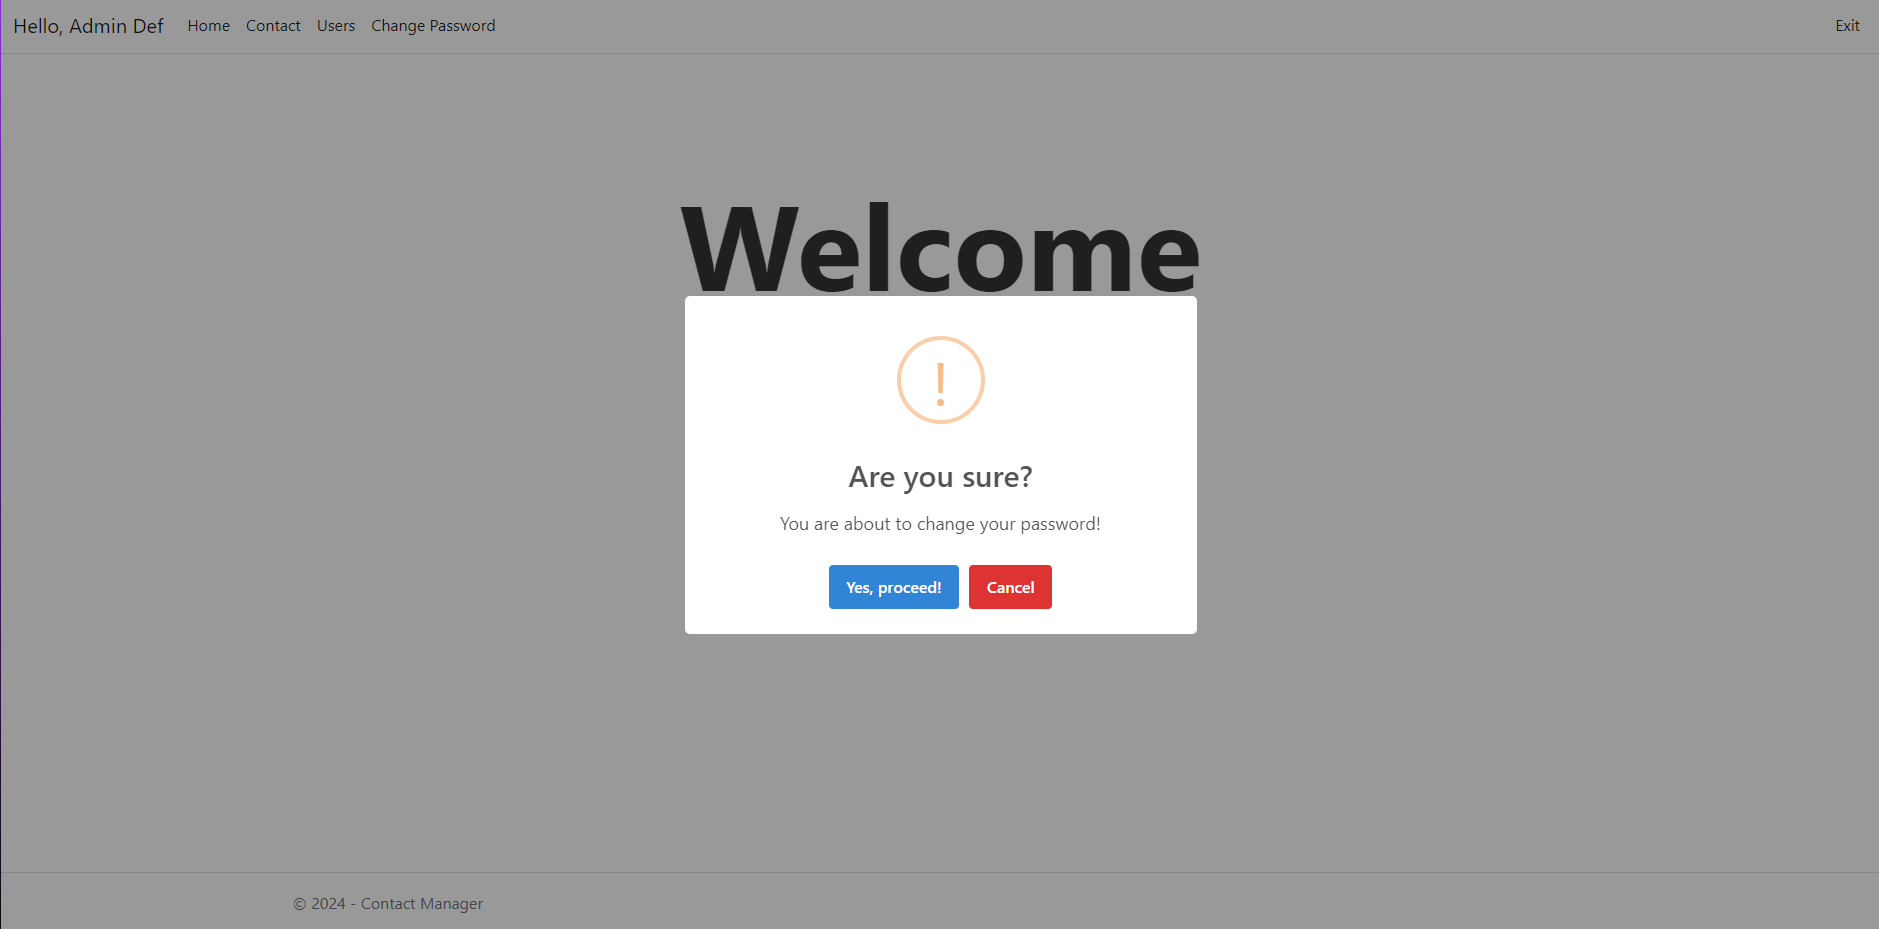 Hello, Admin Def Home Contact Users Change Password Exit
Welcome
!
Are you sure?
You are about to change your password!
Yes, proceed! Cancel
© 2024 - Contact Manager